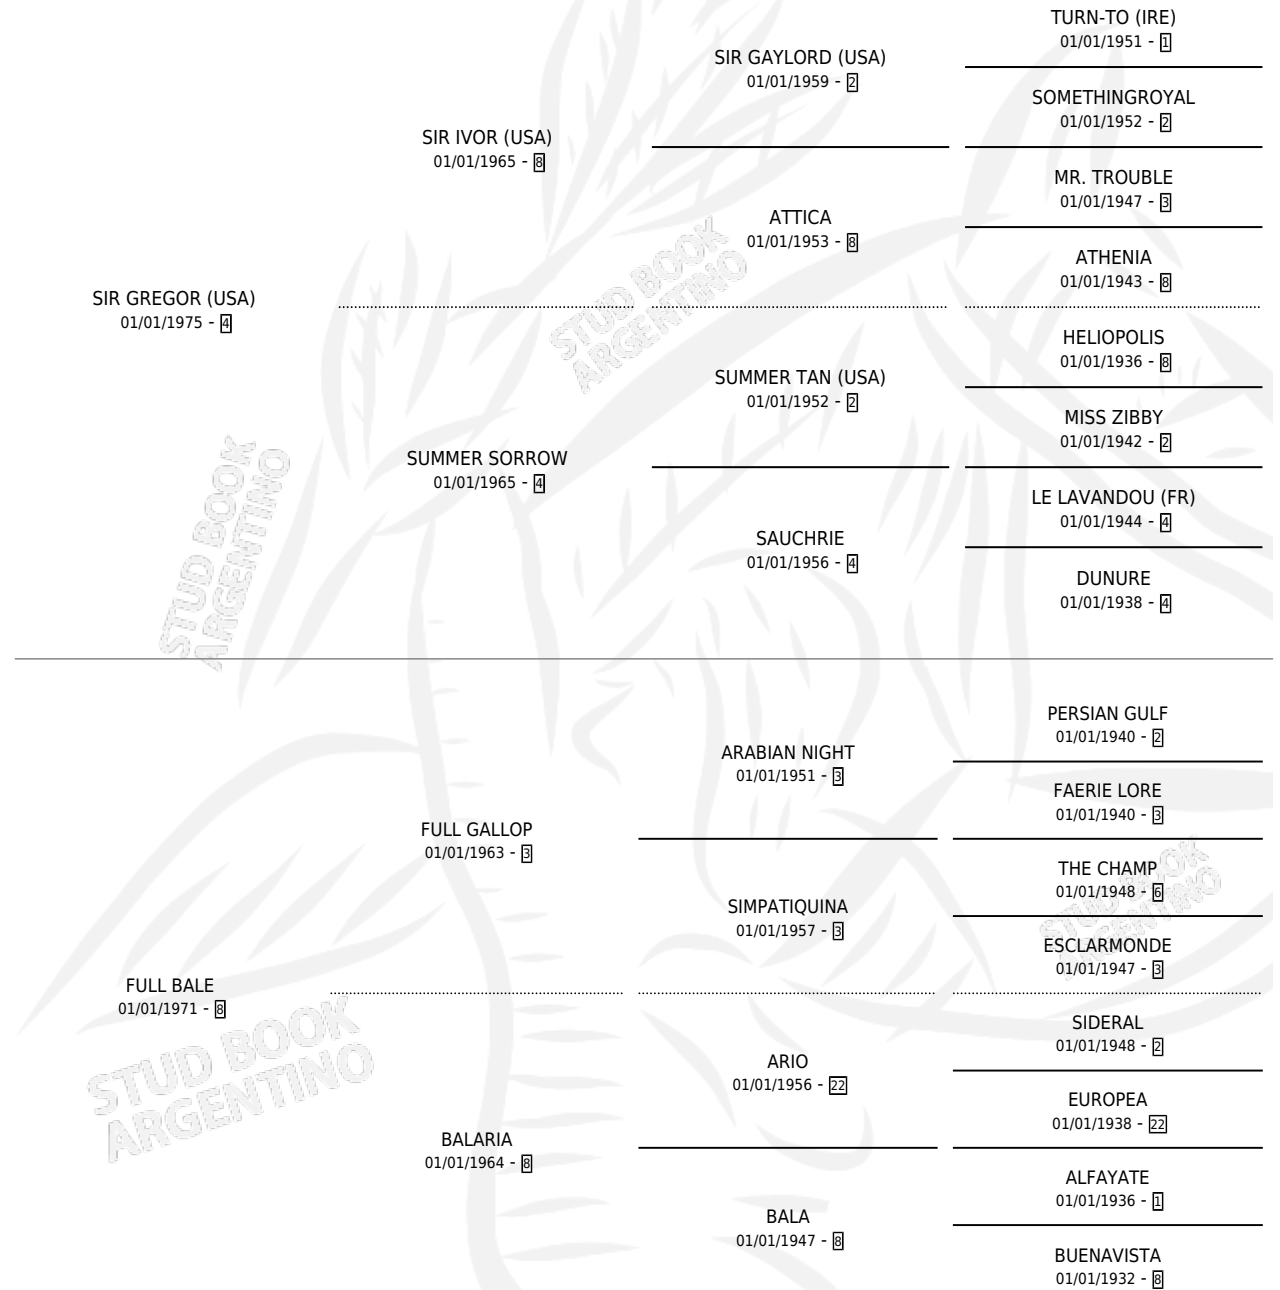 TURN-TO (IRE)
01/01/1951 - 1
SIR GAYLORD (USA)
01/01/1959 - 2
SOMETHINGROYAL
01/01/1952 - 2
SIR IVOR (USA)
01/01/1965 - 8
MR. TROUBLE
01/01/1947 - 3
ATTICA
01/01/1953 - 8
ATHENIA
01/01/1943 - 8
SIR GREGOR (USA)
01/01/1975 - 4
HELIOPOLIS
01/01/1936 - 8
SUMMER TAN (USA)
01/01/1952 - 2
MISS ZIBBY
01/01/1942 - 2
SUMMER SORROW
01/01/1965 - 4
LE LAVANDOU (FR)
01/01/1944 - 4
SAUCHRIE
01/01/1956 - 4
DUNURE
01/01/1938 - 4
STUD BOOK
ARGENTINO
STUD BOOK
ARGENTINO
PERSIAN GULF
01/01/1940 - 2
ARABIAN NIGHT
01/01/1951 - 3
FAERIE LORE
01/01/1940 - 3
FULL GALLOP
01/01/1963 - 3
THE CHAMP
01/01/1948 - 6
SIMPATIQUINA
01/01/1957 - 3
ESCLARMONDE
01/01/1947 - 3
FULL BALE
01/01/1971 - 8
SIDERAL
01/01/1948 - 2
ARIO
01/01/1956 - 22
EUROPEA
01/01/1938 - 22
BALARIA
01/01/1964 - 8
ALFAYATE
01/01/1936 - 1
BALA
01/01/1947 - 8
BUENAVISTA
01/01/1932 - 8
STUD BOOK
ARGENTINO
STUD BOOK
ARGENTINO